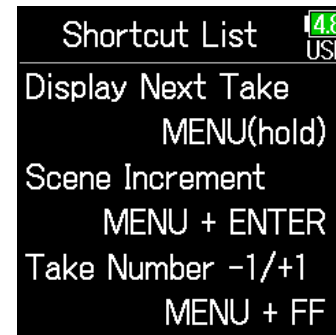 Shortcut List
4.8
Display Next Take
MENU(hold)
Scene Increment
MENU + ENTER
Take Number -1/+1
MENU + FF